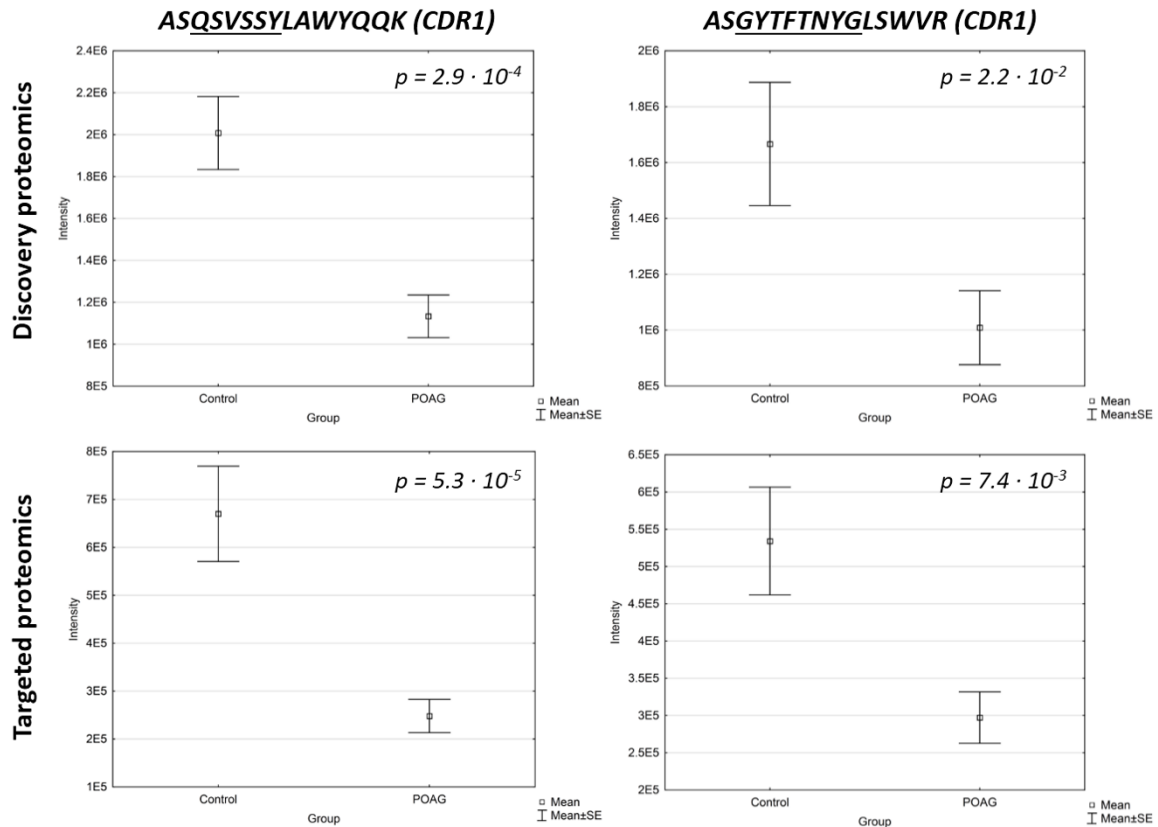 ASQSVSSYLAWYQQK (CDR1)
ASGYTFTNYGLSWVR (CDR1)
Discovery proteomics
p = 2.9 · 10-4
2.4E6
2.2E6
2E6
1.8E6
1.6E6
1.4E6
1.2E6
1E6
8E5
Intensity
Control
POAG
Group
Mean
Mean±SE
p = 2.2 · 10-2
2E6
1.8E6
1.6E6
1.4E6
1.2E6
1E6
8E5
Intensity
Control
POAG
Group
Mean
Mean±SE
Targeted proteomics
p = 5.3 · 10-5
8E5
7E5
6E5
5E5
4E5
3E5
2E5
1E5
Intensity
Control
POAG
Group
Mean
Mean±SE
p = 7.4 · 10-3
6.5E5
6E5
5.5E5
5E5
4.5E5
4E5
3.5E5
3E5
2.5E5
2E5
Intensity
Control
POAG
Group
Mean
Mean±SE